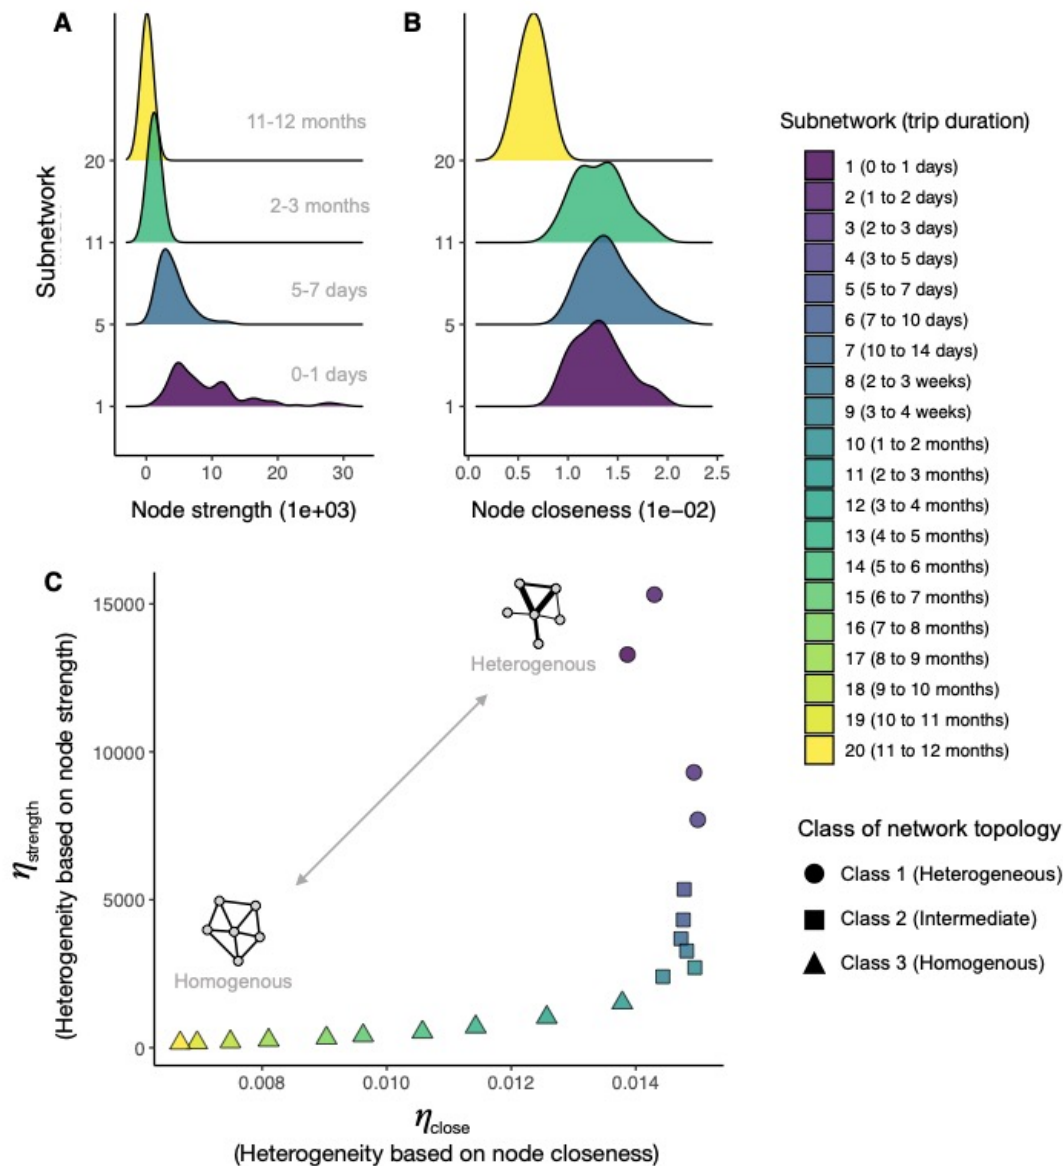 A
B
11-12 months
2-3 months
5-7 days
0-1 days
20
11
5
1
Subnetwork
0 10 20 30
Node strength (1e+03)
20
11
5
1
0.0 0.5 1.0 1.5 2.0 2.5
Node closeness (1e−02)
Subnetwork (trip duration)
1 (0 to 1 days)
2 (1 to 2 days)
3 (2 to 3 days)
4 (3 to 5 days)
5 (5 to 7 days)
6 (7 to 10 days)
7 (10 to 14 days)
8 (2 to 3 weeks)
9 (3 to 4 weeks)
10 (1 to 2 months)
11 (2 to 3 months)
12 (3 to 4 months)
13 (4 to 5 months)
14 (5 to 6 months)
15 (6 to 7 months)
16 (7 to 8 months)
17 (8 to 9 months)
18 (9 to 10 months)
19 (10 to 11 months)
20 (11 to 12 months)
Class of network topology
Class 1 (Heterogeneous)
Class 2 (Intermediate)
Class 3 (Homogenous)
C
15000
10000
5000
0
ηstrength
(Heterogeneity based on node strength)
Heterogenous
Homogenous
0.008 0.010 0.012 0.014
ηclose
(Heterogeneity based on node closeness)